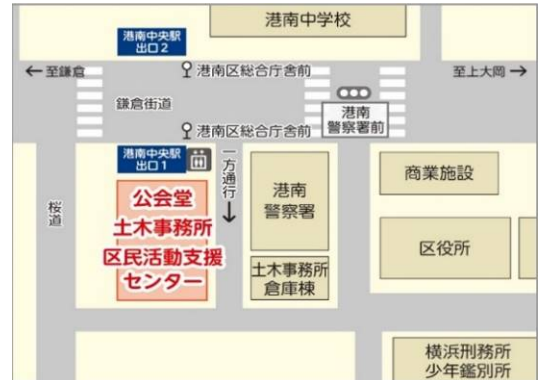 港南中学校
港南中央駅
出口2
←至鎌倉
港南区総合庁舎前
至上大岡→
鎌倉街道
港南
警察署前
港南区総合庁舎前
港南中央駅
出口1
一方通行
↓
桜道
公会堂
土木事務所
区民活動支援
センター
港南
警察署
土木事務所
倉庫棟
商業施設
区役所
横浜刑務所
少年鑑別所